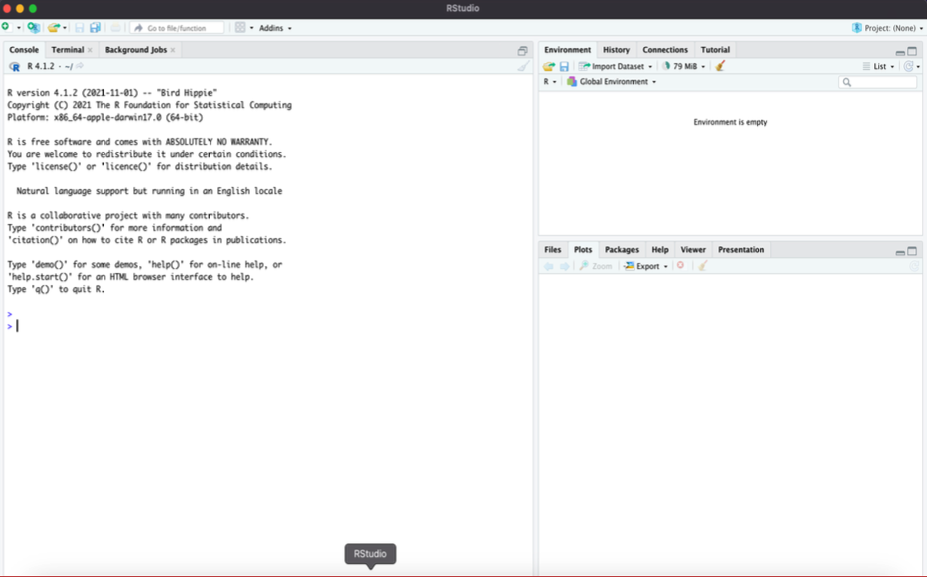 RStudio
Go to file/function
Addins
Project: (None)
Console Terminal Background Jobs
R 4.1.2 · ~/
R version 4.1.2 (2021-11-01) -- "Bird Hippie"
Copyright (C) 2021 The R Foundation for Statistical Computing
Platform: x86_64-apple-darwin17.0 (64-bit)
R is free software and comes with ABSOLUTELY NO WARRANTY.
You are welcome to redistribute it under certain conditions.
Type 'license()' or 'licence()' for distribution details.
Natural language support but running in an English locale
R is a collaborative project with many contributors.
Type 'contributors()' for more information and
'citation()' on how to cite R or R packages in publications.
Type 'demo()' for some demos, 'help()' for on-line help, or
'help.start()' for an HTML browser interface to help.
Type 'q()' to quit R.
>
>
Environment History Connections Tutorial
Import Dataset 79 MiB List
R Global Environment
Environment is empty
Files Plots Packages Help Viewer Presentation
Zoom Export
RStudio